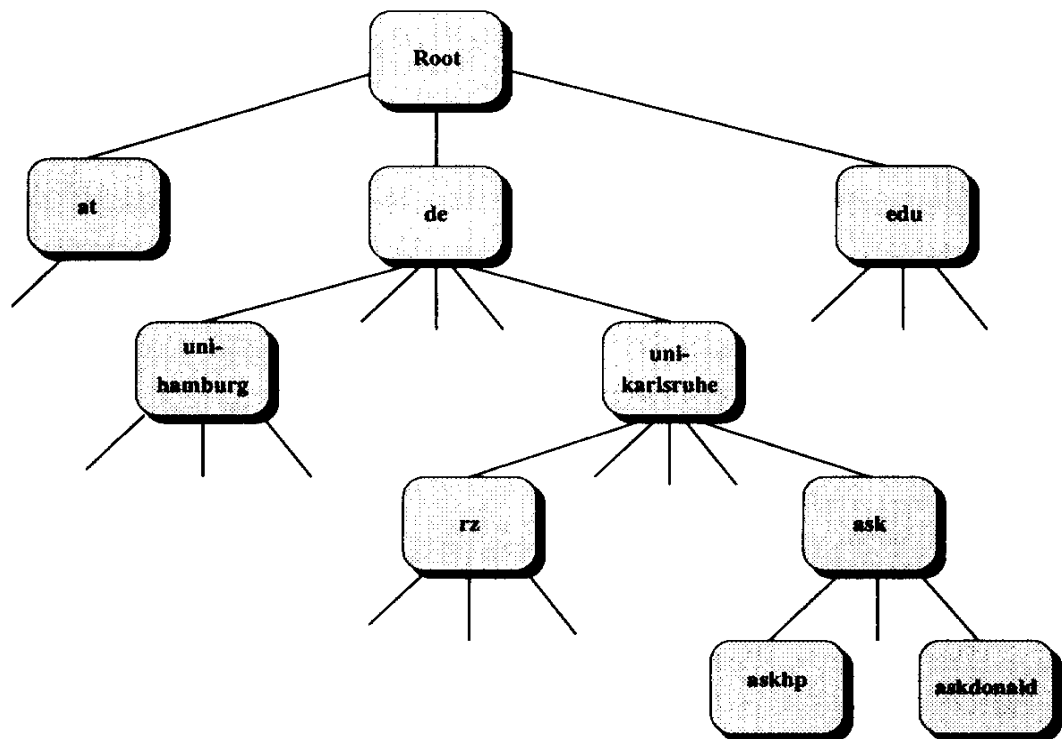 Root
at
de
edu
uni-
hamburg
uni-
karlsruhe
rz
ask
askhp
askdonald